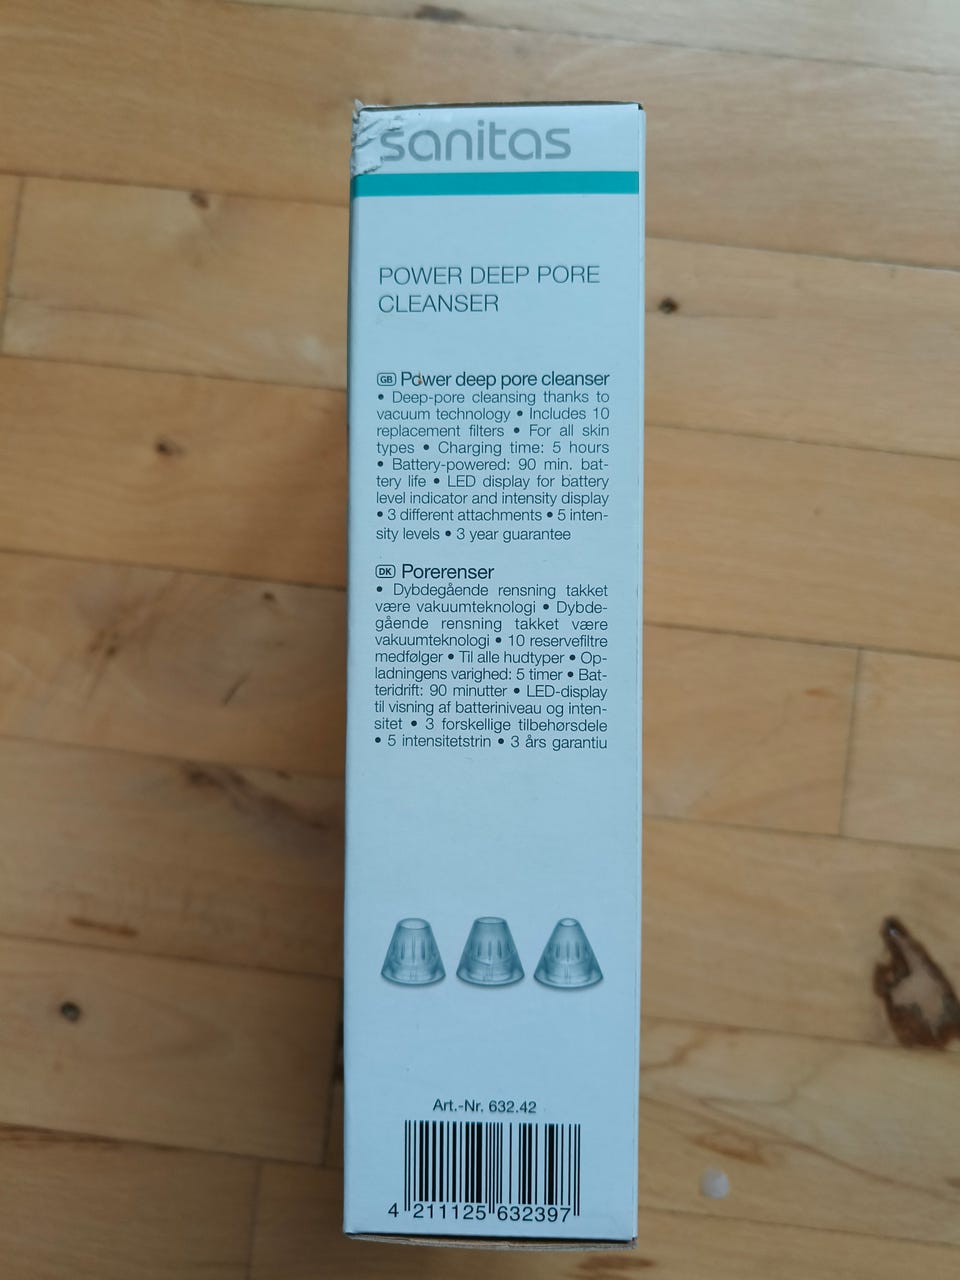 sanitas
POWER DEEP PORE
CLEANSER
GB Power deep pore cleanser
• Deep-pore cleansing thanks to
vacuum technology • Includes 10
replacement filters • For all skin
types • Charging time: 5 hours
• Battery-powered: 90 min. bat-
tery life • LED display for battery
level indicator and intensity display
• 3 different attachments • 5 inten-
sity levels • 3 year guarantee
DK Porerenser
• Dybdegående rensning takket
være vakuumteknologi • Dybde-
gående rensning takket være
vakuumteknologi • 10 reservefiltre
medfølger • Til alle hudtyper • Op-
ladningens varighed: 5 timer • Bat-
teridrift: 90 minutter • LED-display
til visning af batteriniveau og inten-
sitet • 3 forskellige tilbehørsdele
• 5 intensitetstrin • 3 års garantiu
Art.-Nr. 632.42
4 211125 632397